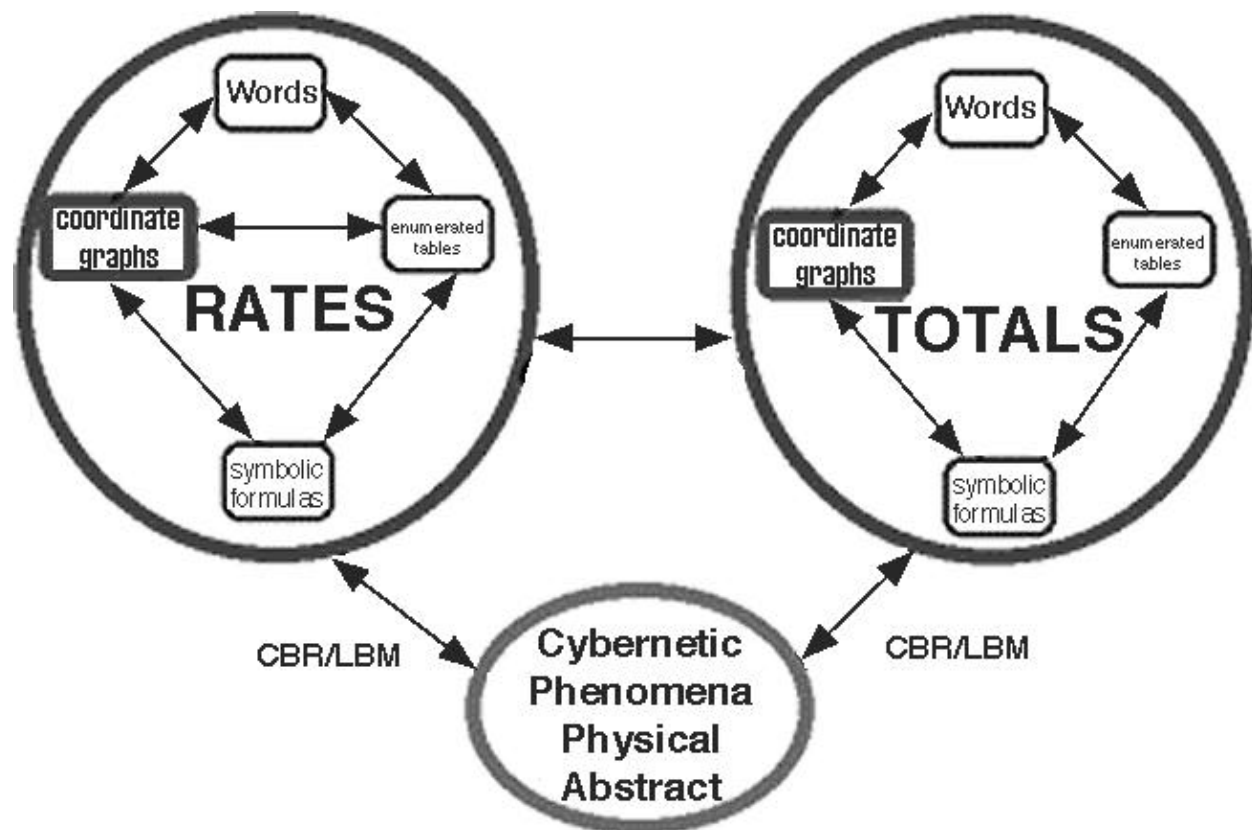 Words
coordinate
graphs
enumerated
tables
RATES
symbolic
formulas
Words
coordinate
graphs
enumerated
tables
TOTALS
symbolic
formulas
CBR/LBM
CBR/LBM
Cybernetic
Phenomena
Physical
Abstract